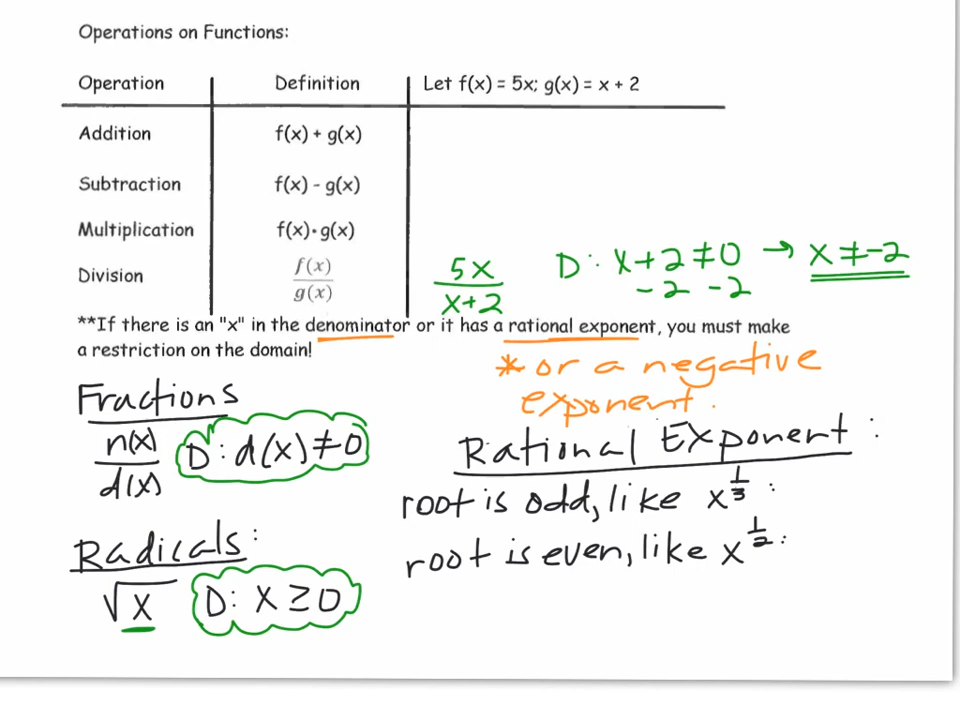 Operations on Functions:
Operation Definition Let f(x) = 5x; g(x) = x + 2
Addition f(x) + g(x)
Subtraction f(x) - g(x)
Multiplication f(x)·g(x)
Division f(x)/g(x) 5x/x+2 D: x+2≠0 → x≠-2
-2 -2
**If there is an "x" in the denominator or it has a rational exponent, you must make
a restriction on the domain!
* or a negative
exponent.
Fractions
n(x)/d(x) D: d(x)≠0
Radicals:
√x D: x≥0
Rational Exponent:
root is odd, like x^1/3:
root is even, like x^1/2: